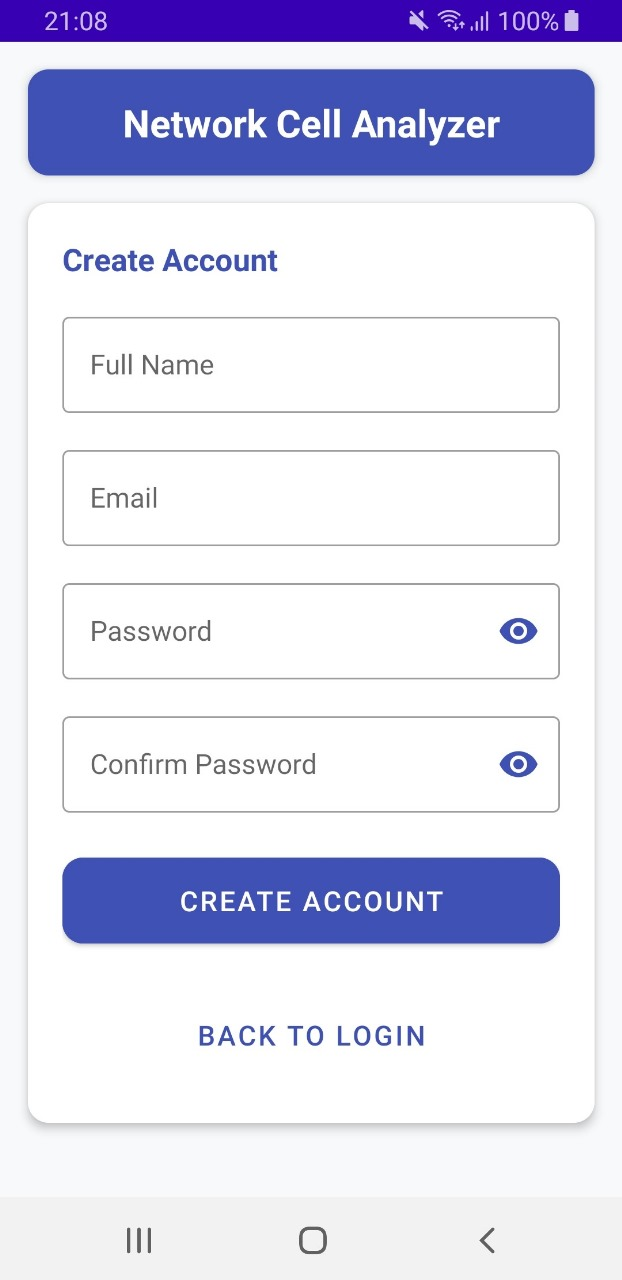 21:08 100%
Network Cell Analyzer
Create Account
Full Name
Email
Password
Confirm Password
CREATE ACCOUNT
BACK TO LOGIN